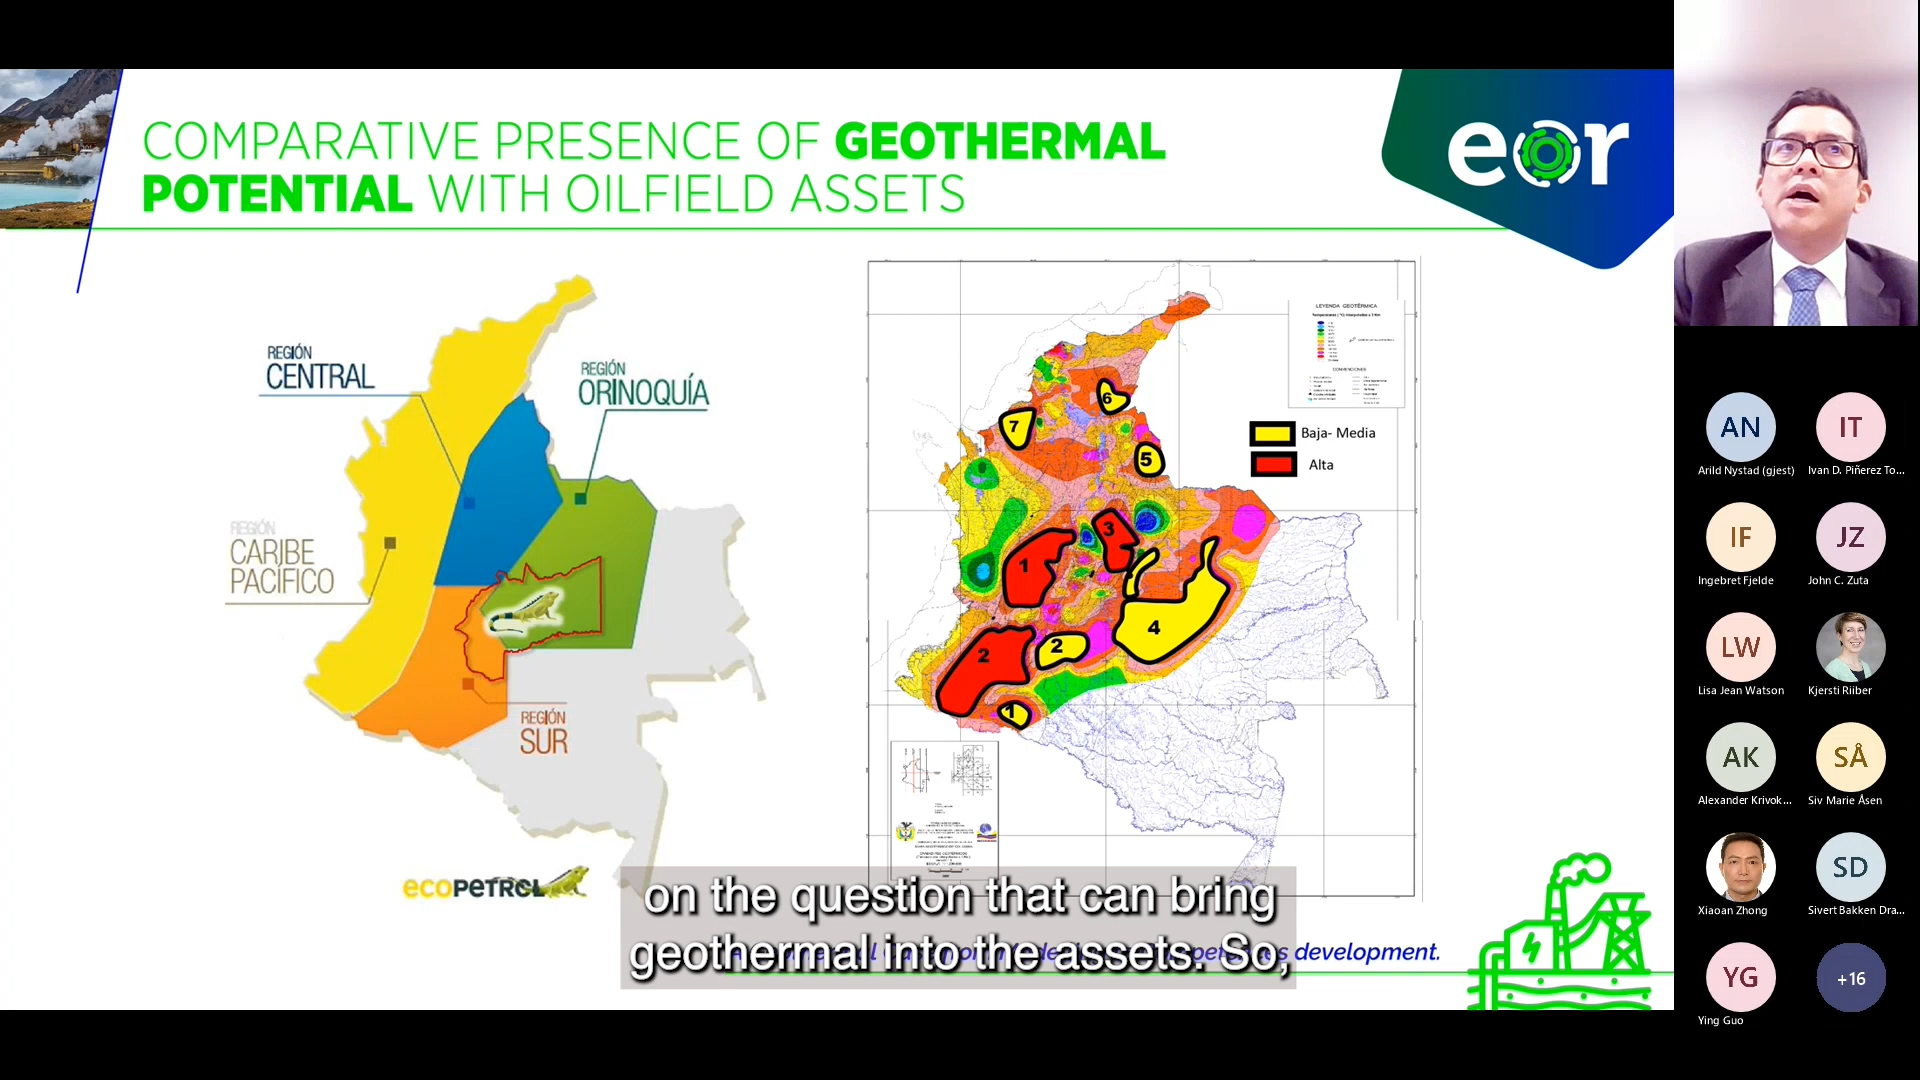 COMPARATIVE PRESENCE OF GEOTHERMAL
POTENTIAL WITH OILFIELD ASSETS
eor
REGIÓN
CENTRAL
REGIÓN
ORINOQUÍA
REGIÓN
CARIBE
PACÍFICO
REGIÓN
SUR
ecopetrol
LEYENDA GEOTÉRMICA
CONVENCIONES
Baja- Media
Alta
6
7
5
3
1
4
2
2
1
on the question that can bring
geothermal into the assets. So,
development.
AN
Arild Nystad (gjest)
IT
Ivan D. Piñerez To...
IF
Ingebret Fjelde
JZ
John C. Zuta
LW
Lisa Jean Watson
Kjersti Riiber
AK
Alexander Krivok...
SÅ
Siv Marie Åsen
Xiaoan Zhong
SD
Sivert Bakken Dra...
YG
Ying Guo
+16